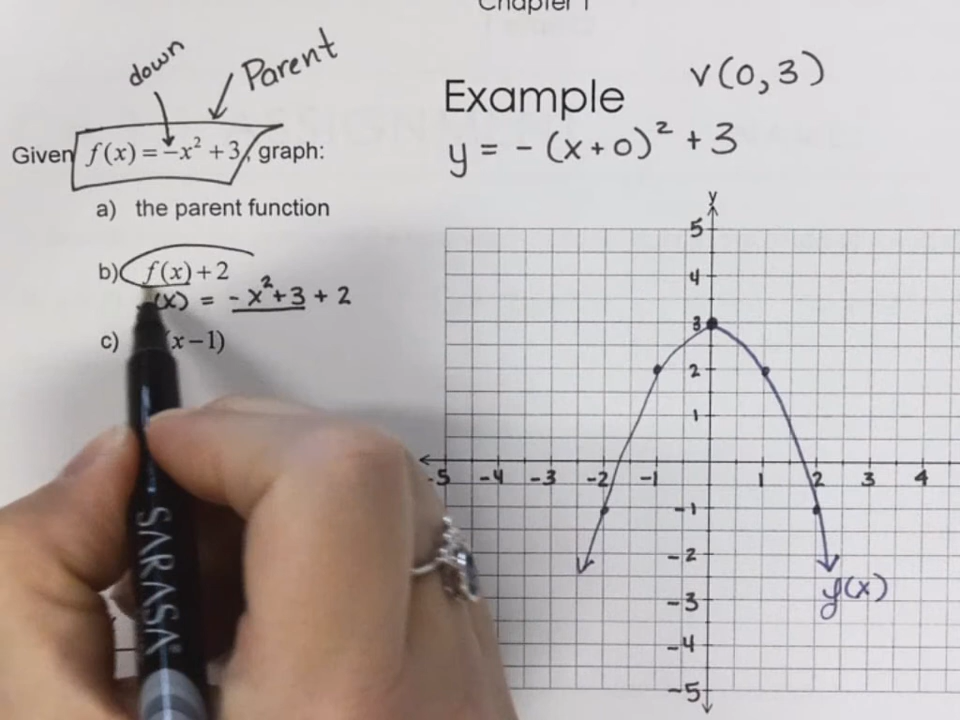 Chapter 1
down
Parent
Example
v(0,3)
Given f(x) = −x² + 3, graph:
y = - (x+0)² + 3
a) the parent function
b) f(x) + 2
(x) = - x²+3 + 2
c) (x−1)
y
5
4
3
2
1
-5 -4 -3 -2 -1 1 2 3 4
-1
-2
-3
-4
-5
f(x)
SARASA